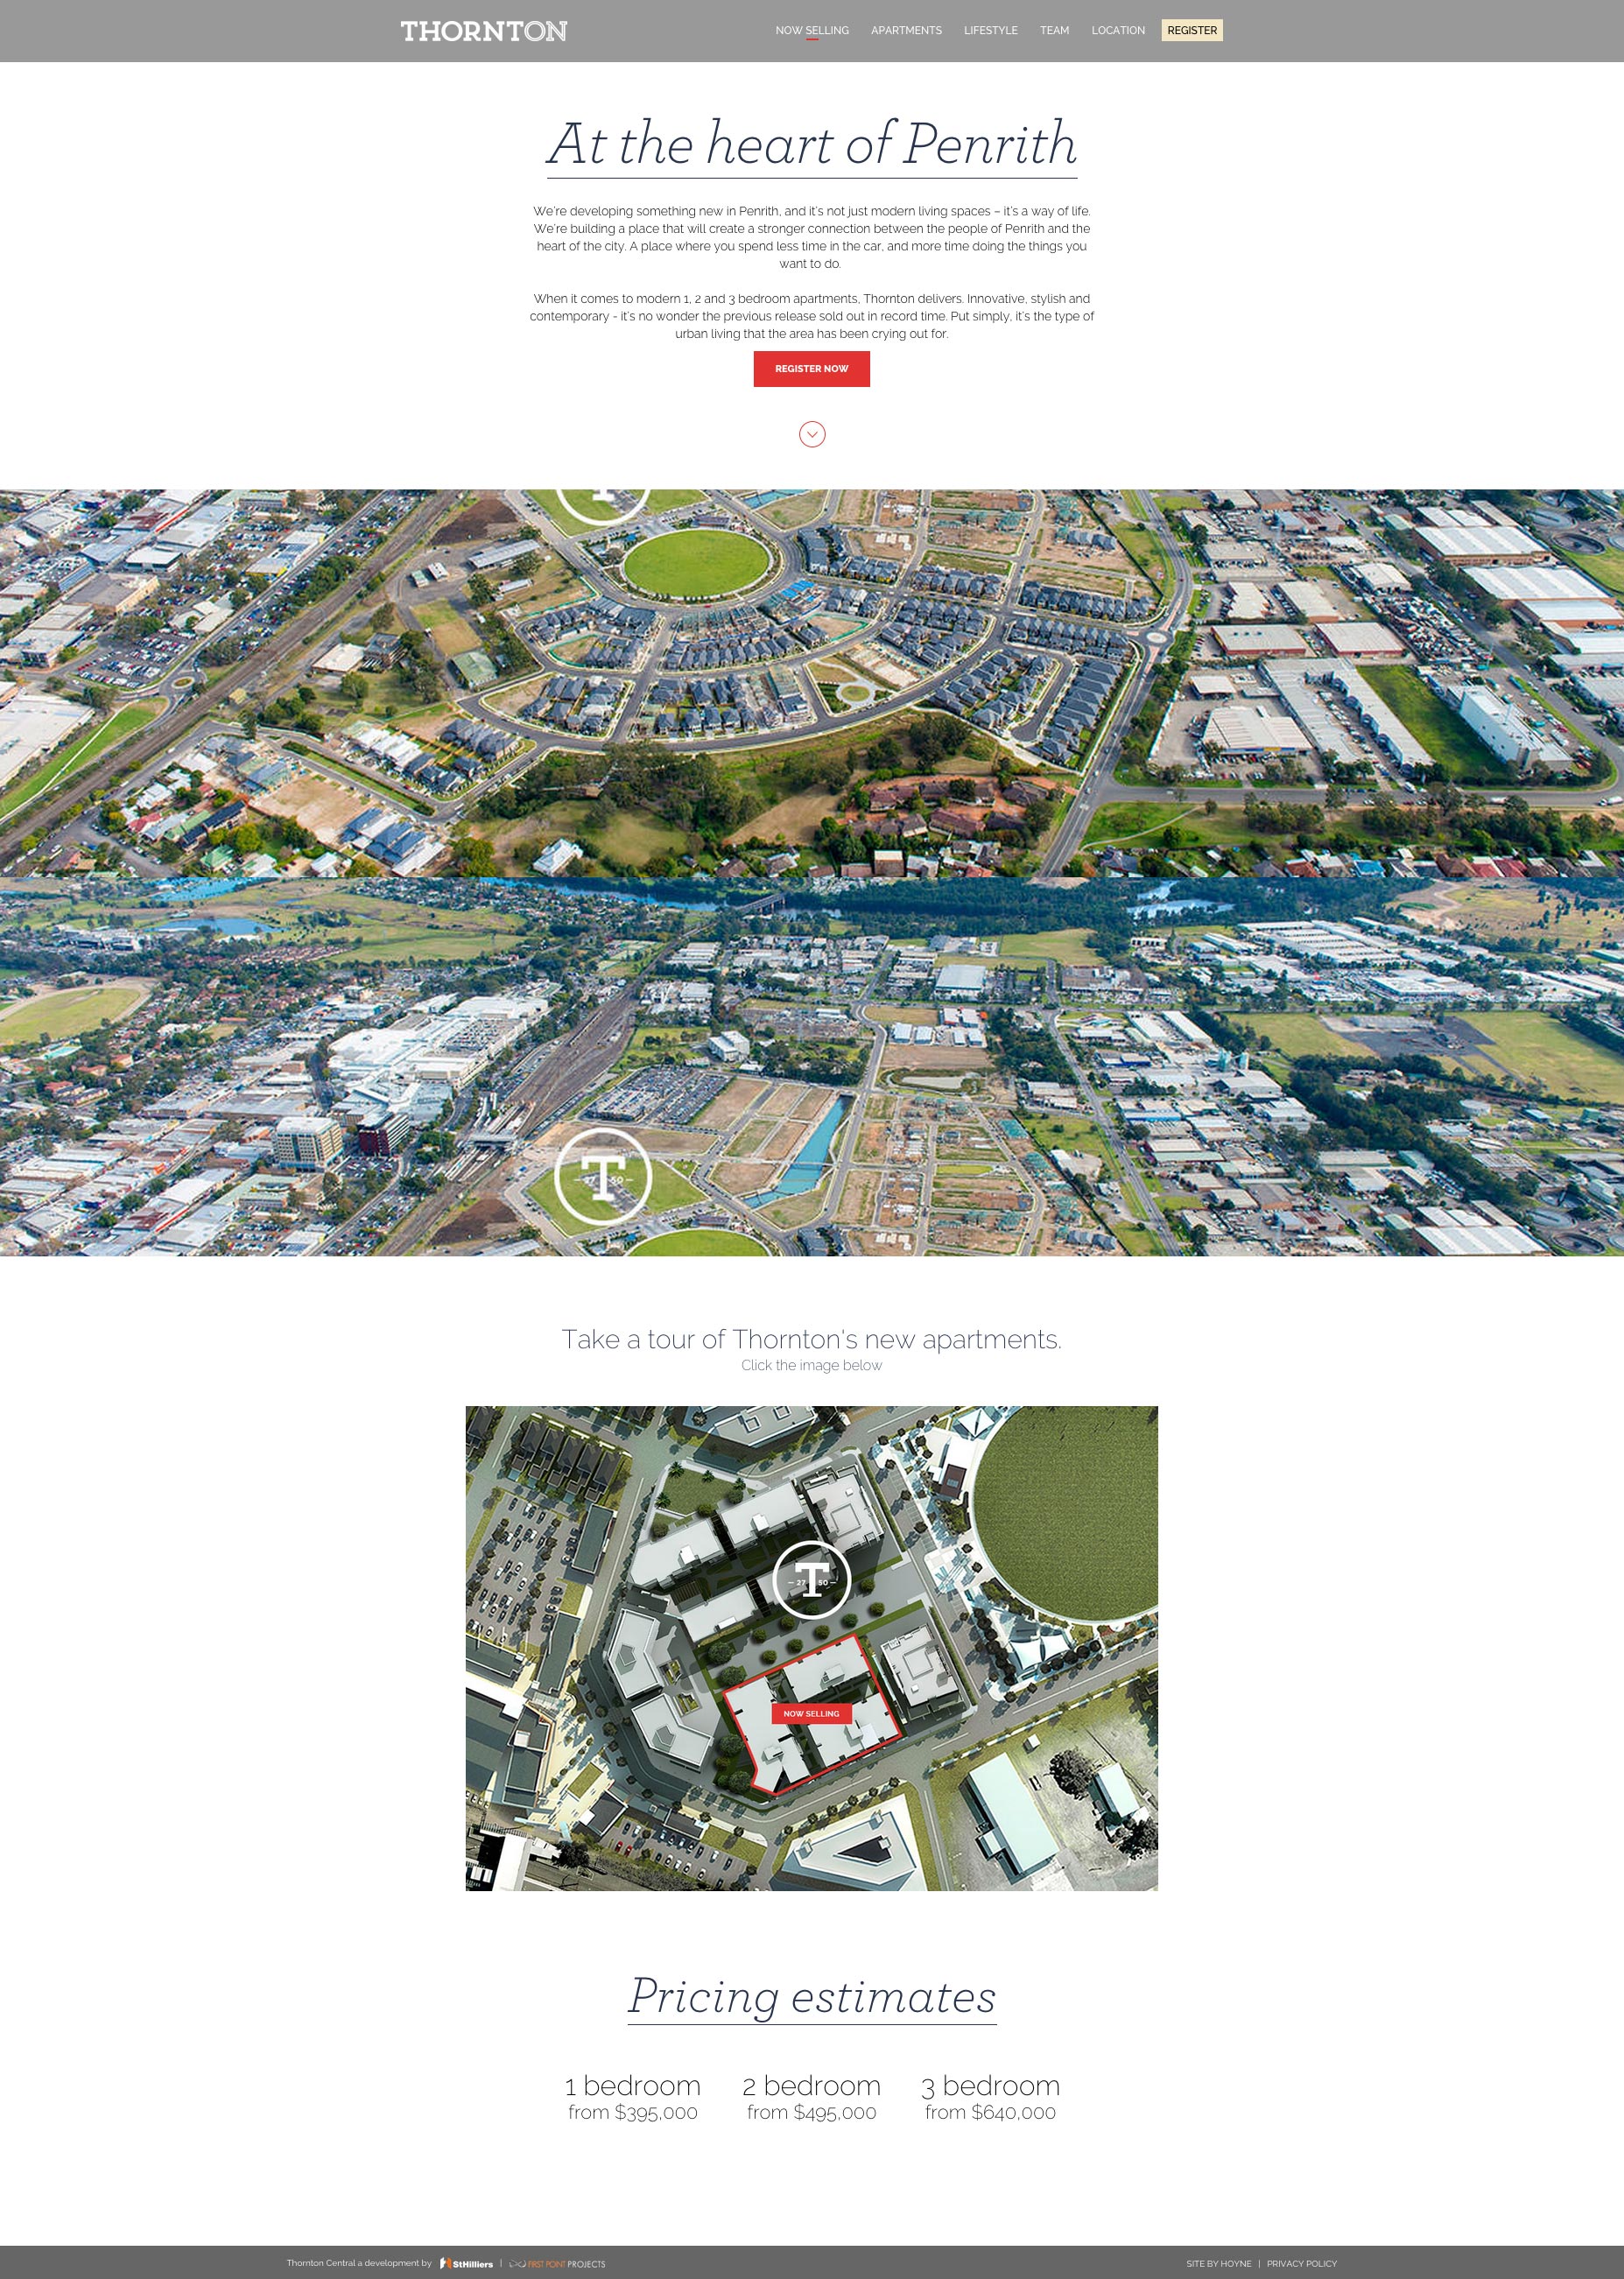 THORNTON
NOW SELLING
APARTMENTS
LIFESTYLE
TEAM
LOCATION
REGISTER
At the heart of Penrith
We're developing something new in Penrith, and it's not just modern living spaces – it's a way of life.
We're building a place that will create a stronger connection between the people of Penrith and the
heart of the city. A place where you spend less time in the car, and more time doing the things you
want to do.
When it comes to modern 1, 2 and 3 bedroom apartments, Thornton delivers. Innovative, stylish and
contemporary - it's no wonder the previous release sold out in record time. Put simply, it's the type of
urban living that the area has been crying out for.
REGISTER NOW
T
50
Take a tour of Thornton's new apartments.
Click the image below
— 27 T 50 —
NOW SELLING
Pricing estimates
1 bedroom
from $395,000
2 bedroom
from $495,000
3 bedroom
from $640,000
Thornton Central a development by StHilliers | FIRST POINT PROJECTS
SITE BY HOYNE | PRIVACY POLICY